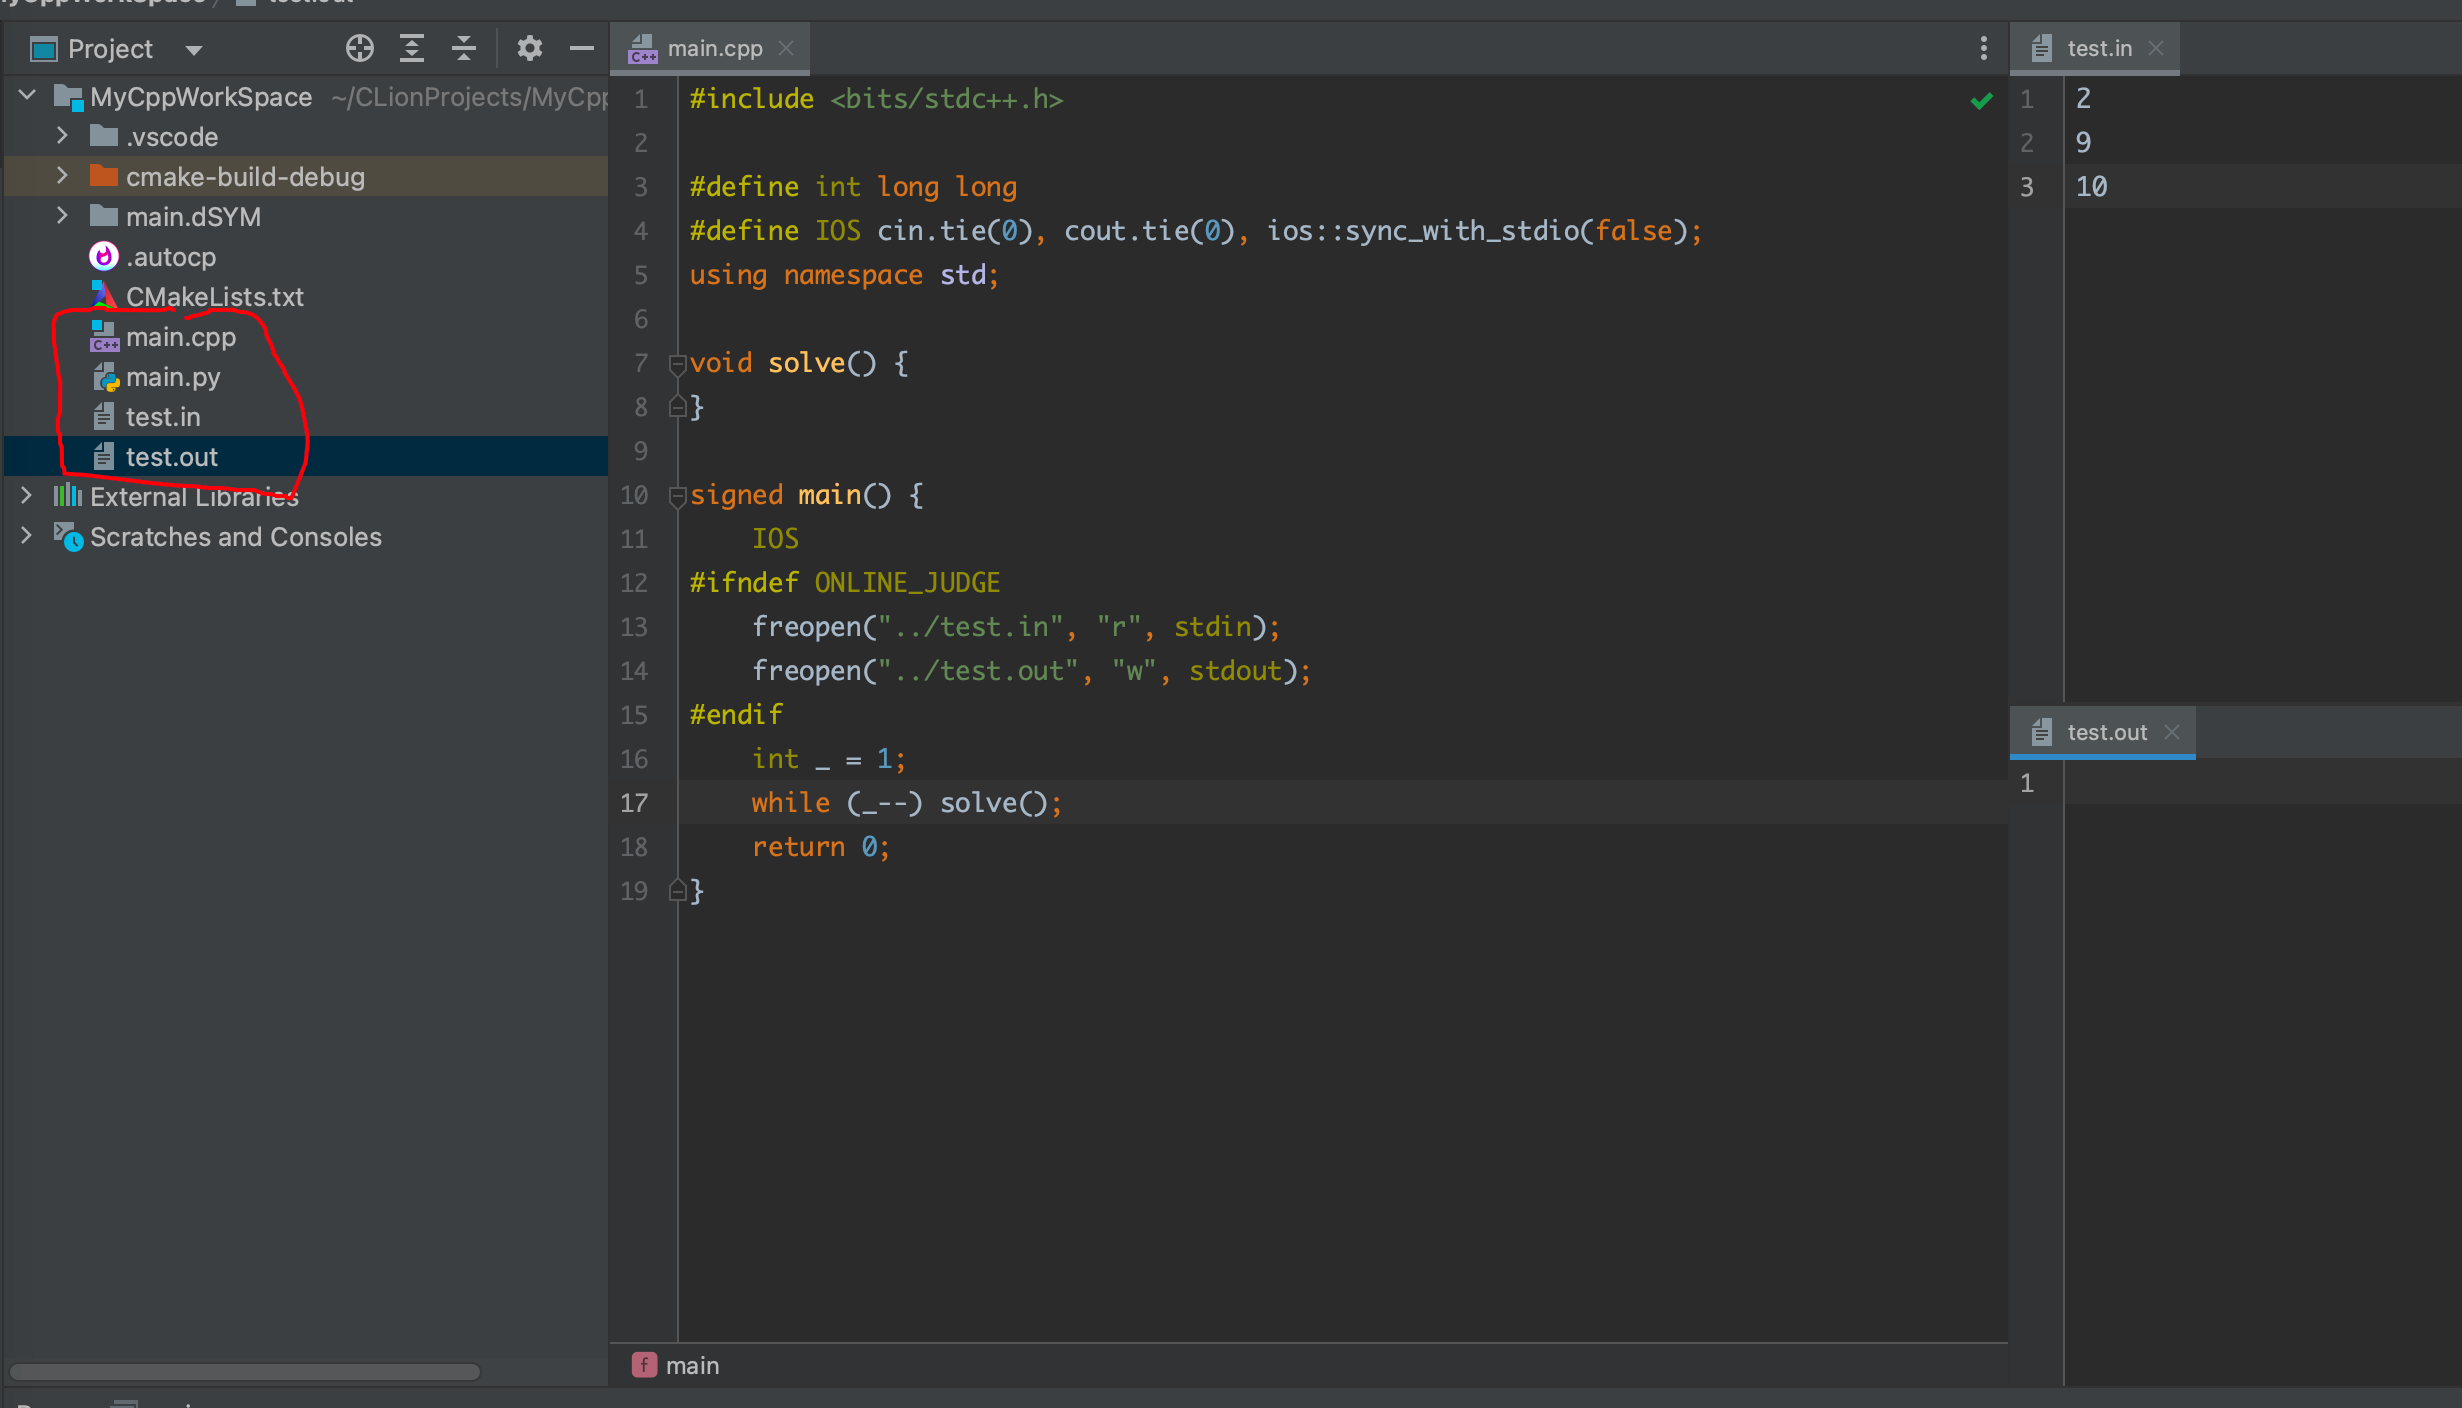 Project
MyCppWorkSpace ~/CLionProjects/MyCpp
.vscode
cmake-build-debug
main.dSYM
.autocp
CMakeLists.txt
main.cpp
main.py
test.in
test.out
External Libraries
Scratches and Consoles
main.cpp
1 #include <bits/stdc++.h>
2
3 #define int long long
4 #define IOS cin.tie(0), cout.tie(0), ios::sync_with_stdio(false);
5 using namespace std;
6
7 void solve() {
8 }
9
10 signed main() {
11 IOS
12 #ifndef ONLINE_JUDGE
13 freopen("../test.in", "r", stdin);
14 freopen("../test.out", "w", stdout);
15 #endif
16 int _ = 1;
17 while (_--) solve();
18 return 0;
19 }
f main
test.in
1 2
2 9
3 10
test.out
1